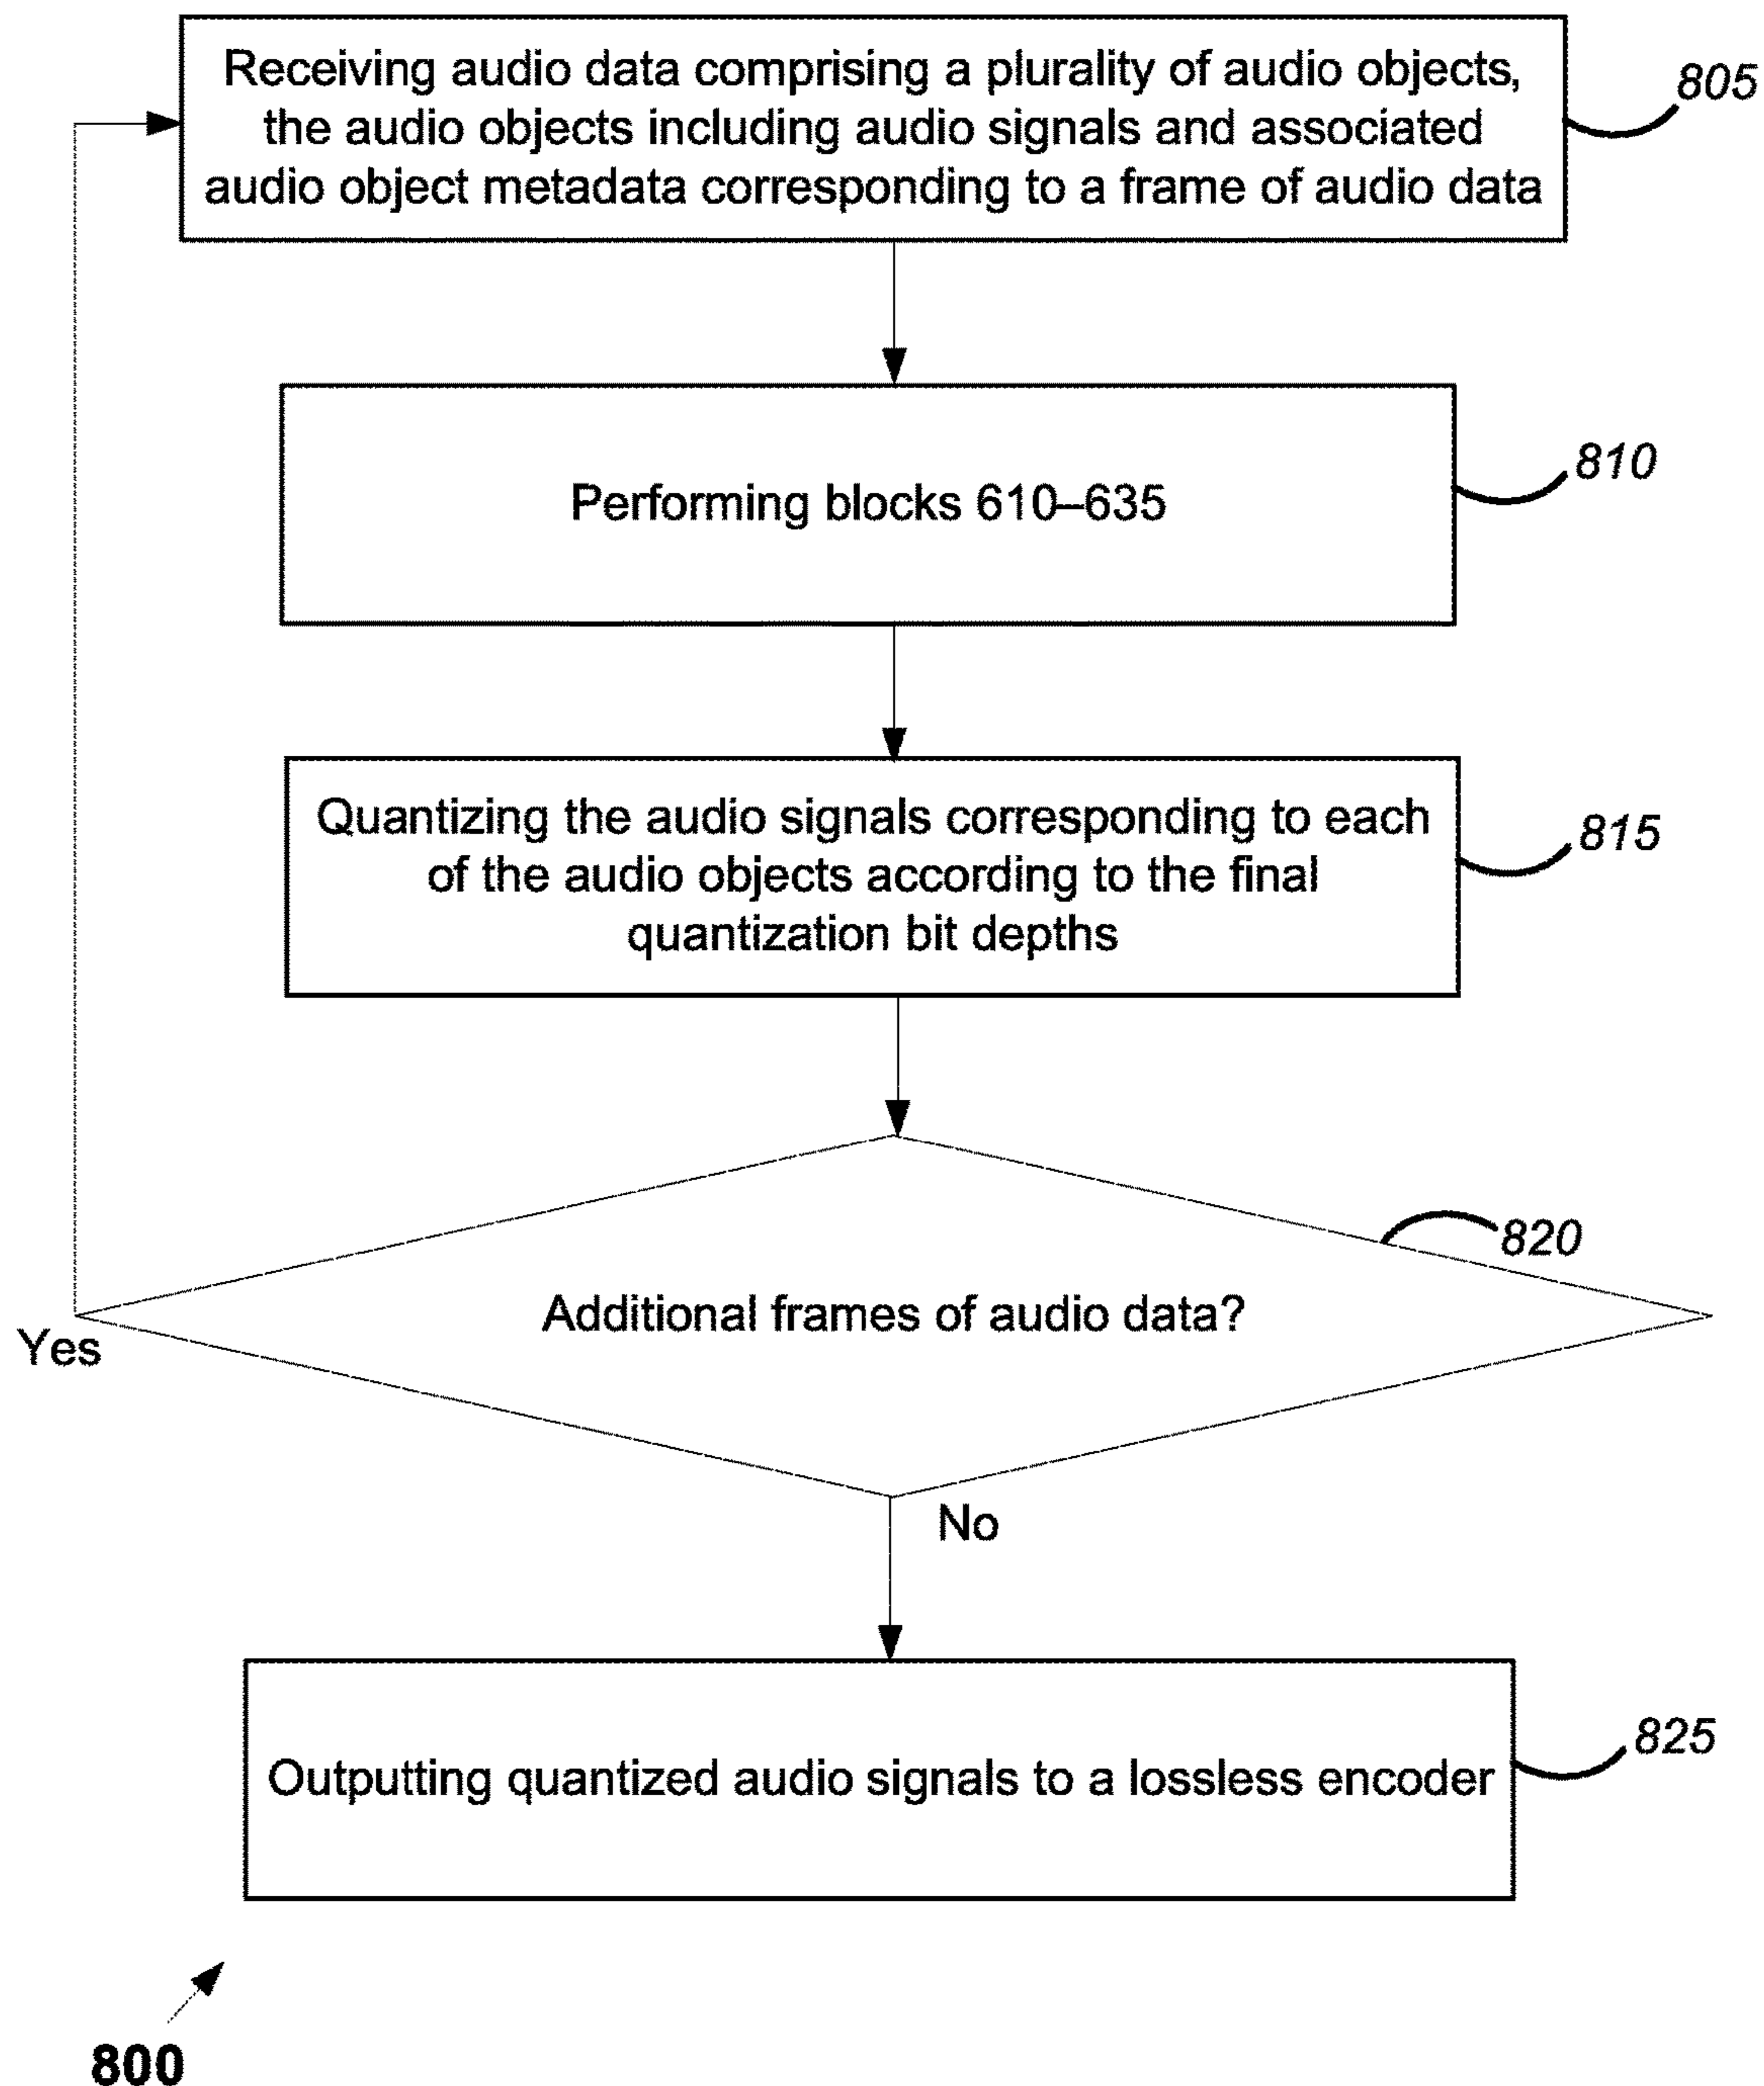 Receiving audio data comprising a plurality of audio objects,
the audio objects including audio signals and associated
audio object metadata corresponding to a frame of audio data
805
Performing blocks 610–635
810
Quantizing the audio signals corresponding to each
of the audio objects according to the final
quantization bit depths
815
820
Additional frames of audio data?
Yes
No
Outputting quantized audio signals to a lossless encoder
825
800